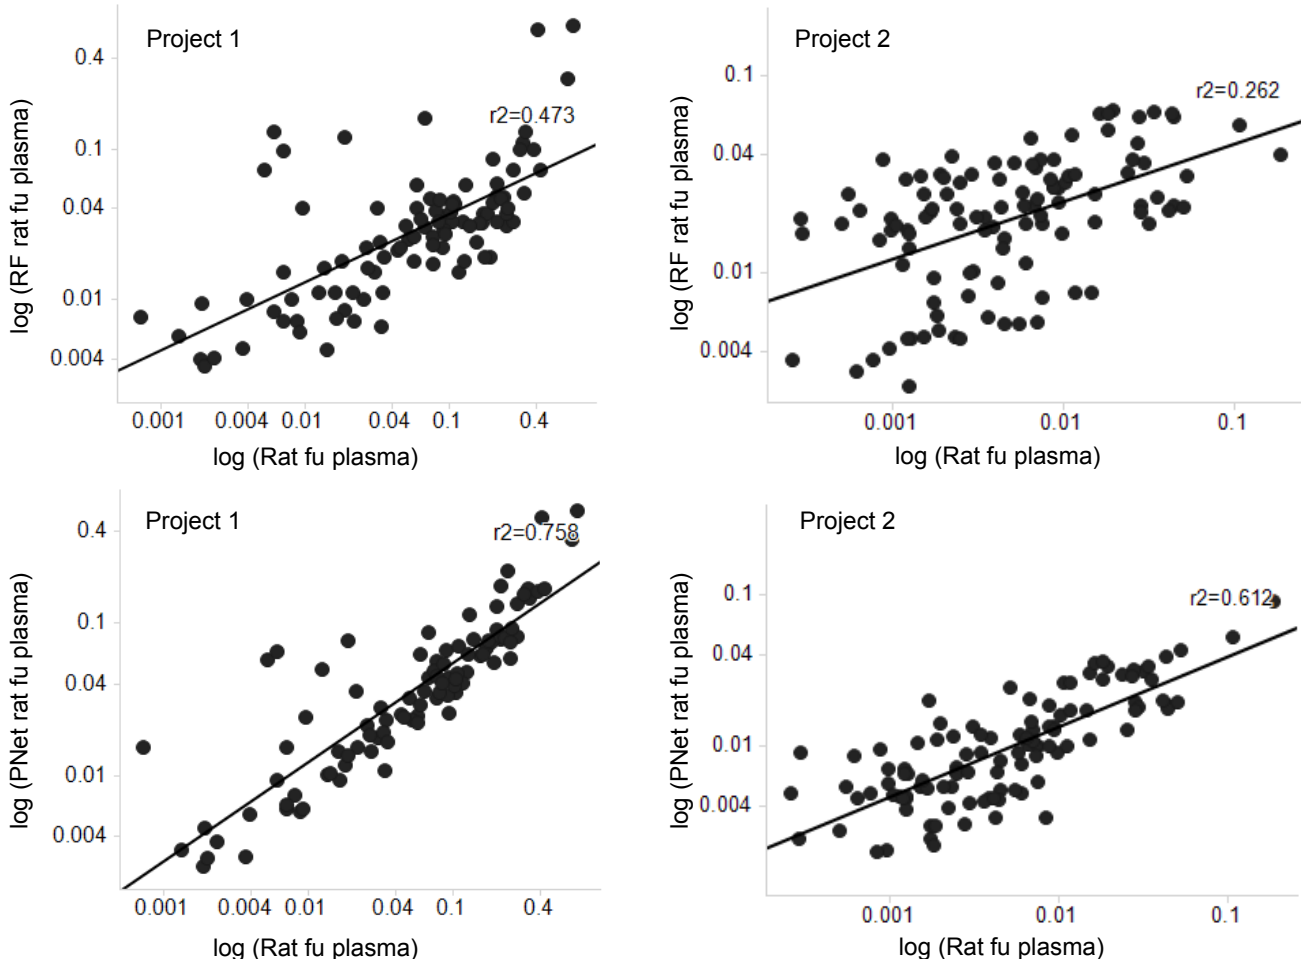 Project 1
r2=0.473
0.4
0.1
0.04
0.01
0.004
log (RF rat fu plasma)
0.001
0.004
0.01
0.04
0.1
0.4
log (Rat fu plasma)
Project 2
r2=0.262
0.1
0.04
0.01
0.004
log (RF rat fu plasma)
0.001
0.01
0.1
log (Rat fu plasma)
Project 1
r2=0.758
0.4
0.1
0.04
0.01
0.004
log (PNet rat fu plasma)
0.001
0.004
0.01
0.04
0.1
0.4
log (Rat fu plasma)
Project 2
r2=0.612
0.1
0.04
0.01
0.004
log (PNet rat fu plasma)
0.001
0.01
0.1
log (Rat fu plasma)